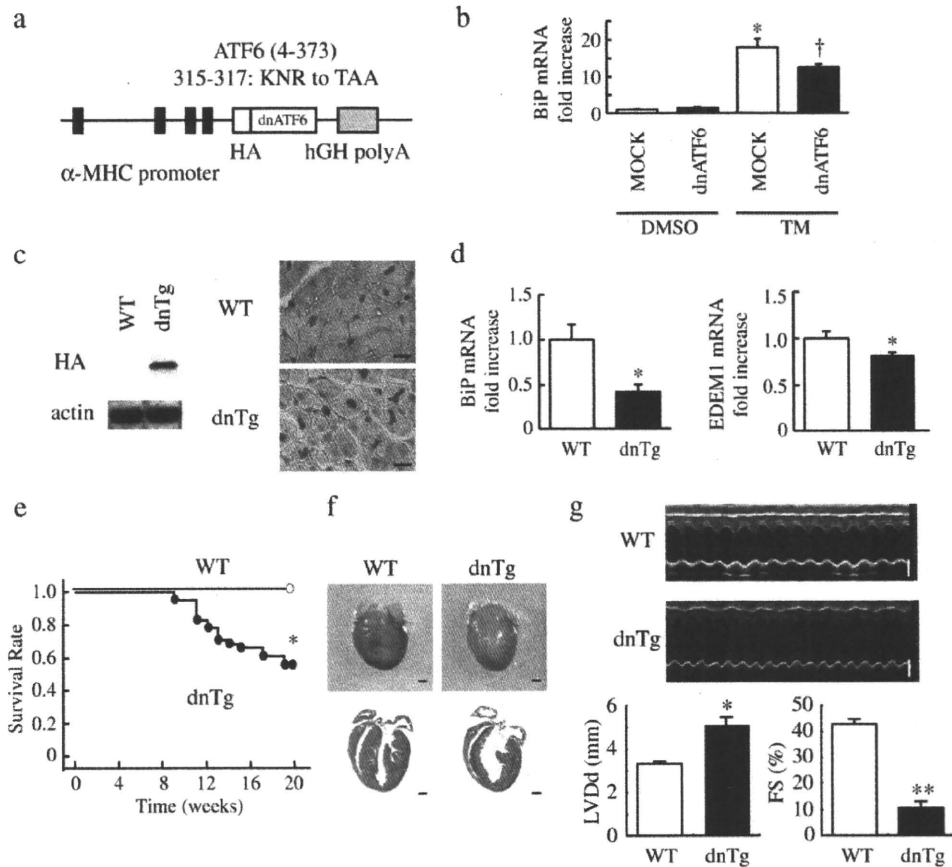 a
ATF6 (4-373)
315-317: KNR to TAA
dnATF6
HA
hGH polyA
α-MHC promoter
b
BiP mRNA
fold increase
20
10
0
*
†
MOCK
dnATF6
MOCK
dnATF6
DMSO
TM
c
WT
dnTg
HA
actin
WT
dnTg
d
BiP mRNA
fold increase
1.5
1.0
0.5
0
*
WT
dnTg
EDEM1 mRNA
fold increase
1.5
1.0
0.5
0
*
WT
dnTg
e
WT
Survival Rate
1.0
0.8
0.6
0.4
0.2
0
*
dnTg
0
4
8
12
16
20
Time (weeks)
f
WT
dnTg
g
WT
dnTg
LVDd (mm)
6
4
2
0
*
WT
dnTg
FS (%)
50
40
30
20
10
0
**
WT
dnTg